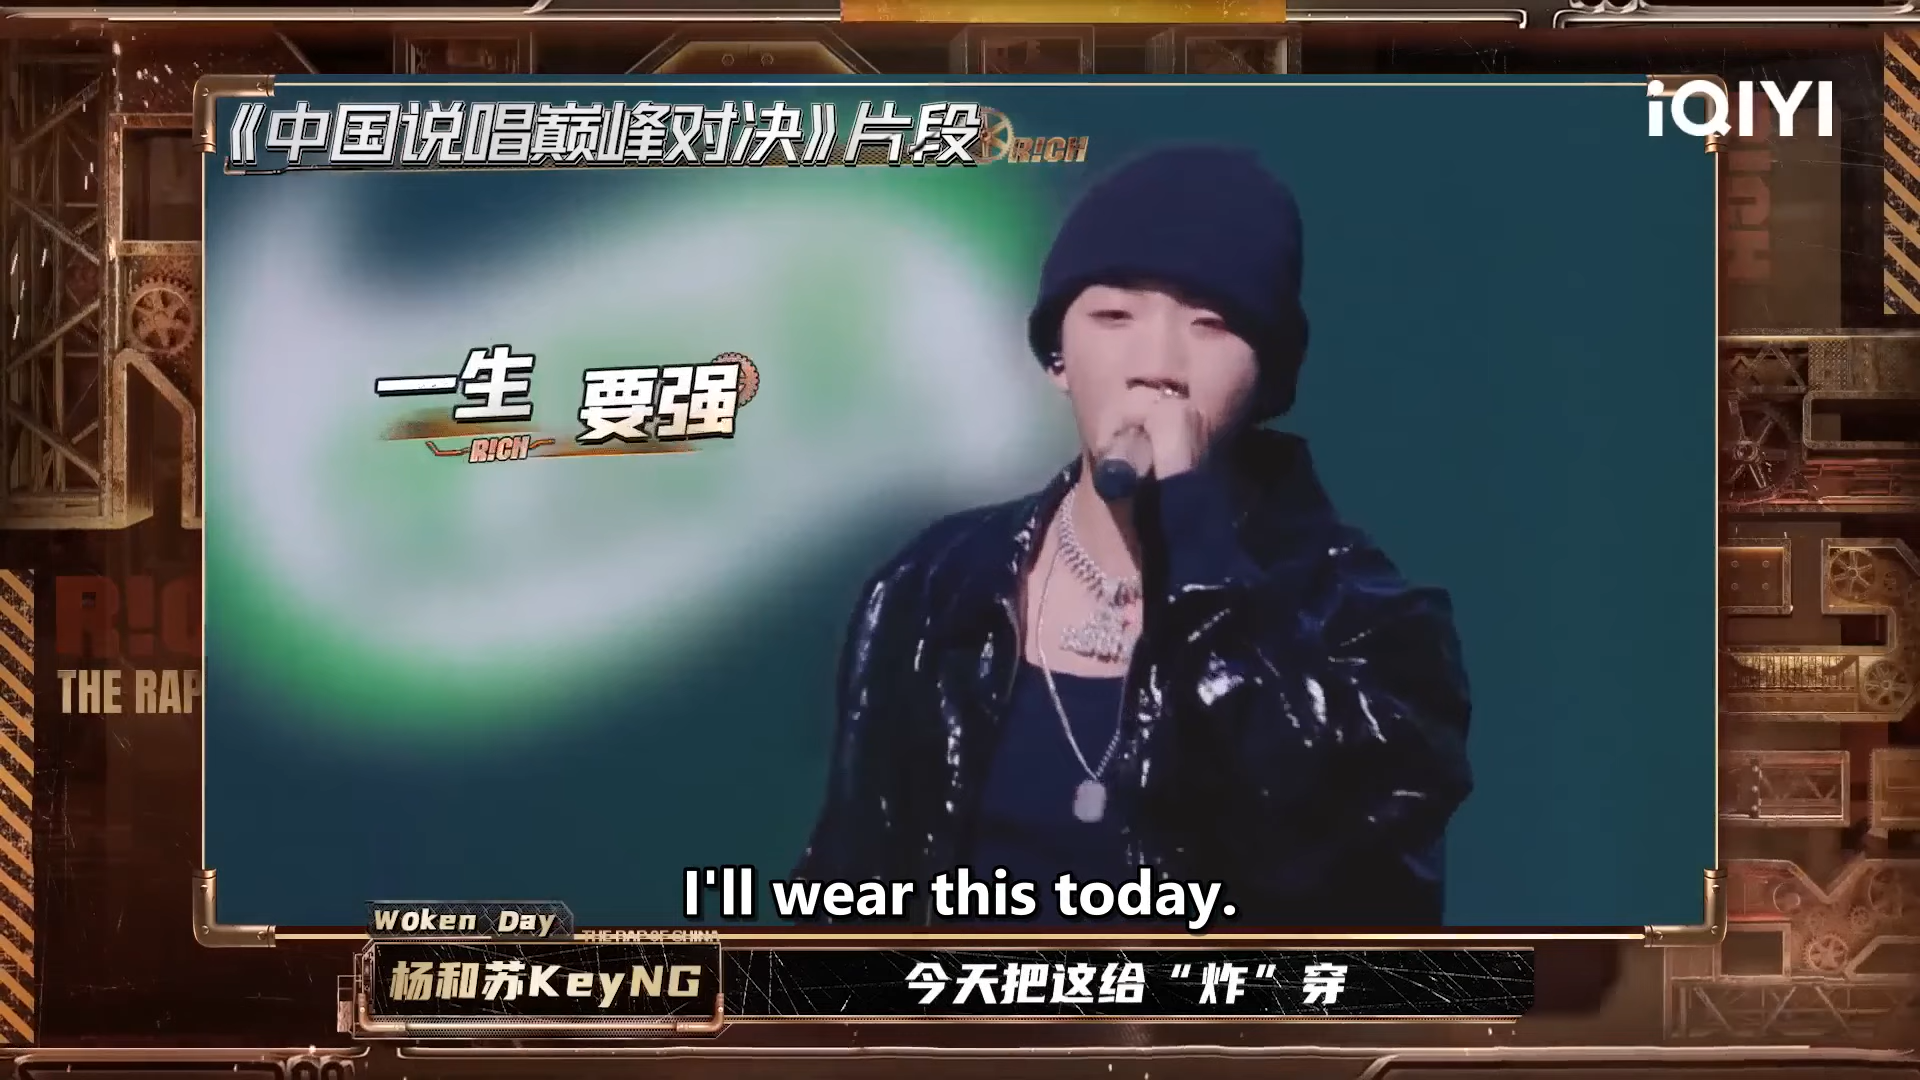 iQIYI
《中国说唱巅峰对决》片段
R!CH
一生 要强
R!CH
R!C
THE RAP
I'll wear this today.
Woken Day
THE RAP OF CHINA
杨和苏KeyNG
今天把这给“炸”穿